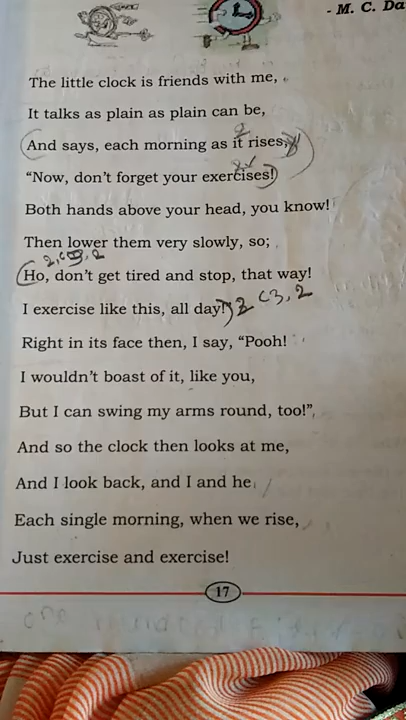 - M. C. Da
The little clock is friends with me,
It talks as plain as plain can be,
And says, each morning as it rises,
"Now, don't forget your exercises!
Both hands above your head, you know!
Then lower them very slowly, so;
Ho, don't get tired and stop, that way!
I exercise like this, all day!"
Right in its face then, I say, "Pooh!
I wouldn't boast of it, like you,
But I can swing my arms round, too!",
And so the clock then looks at me,
And I look back, and I and he
Each single morning, when we rise,
Just exercise and exercise!
17